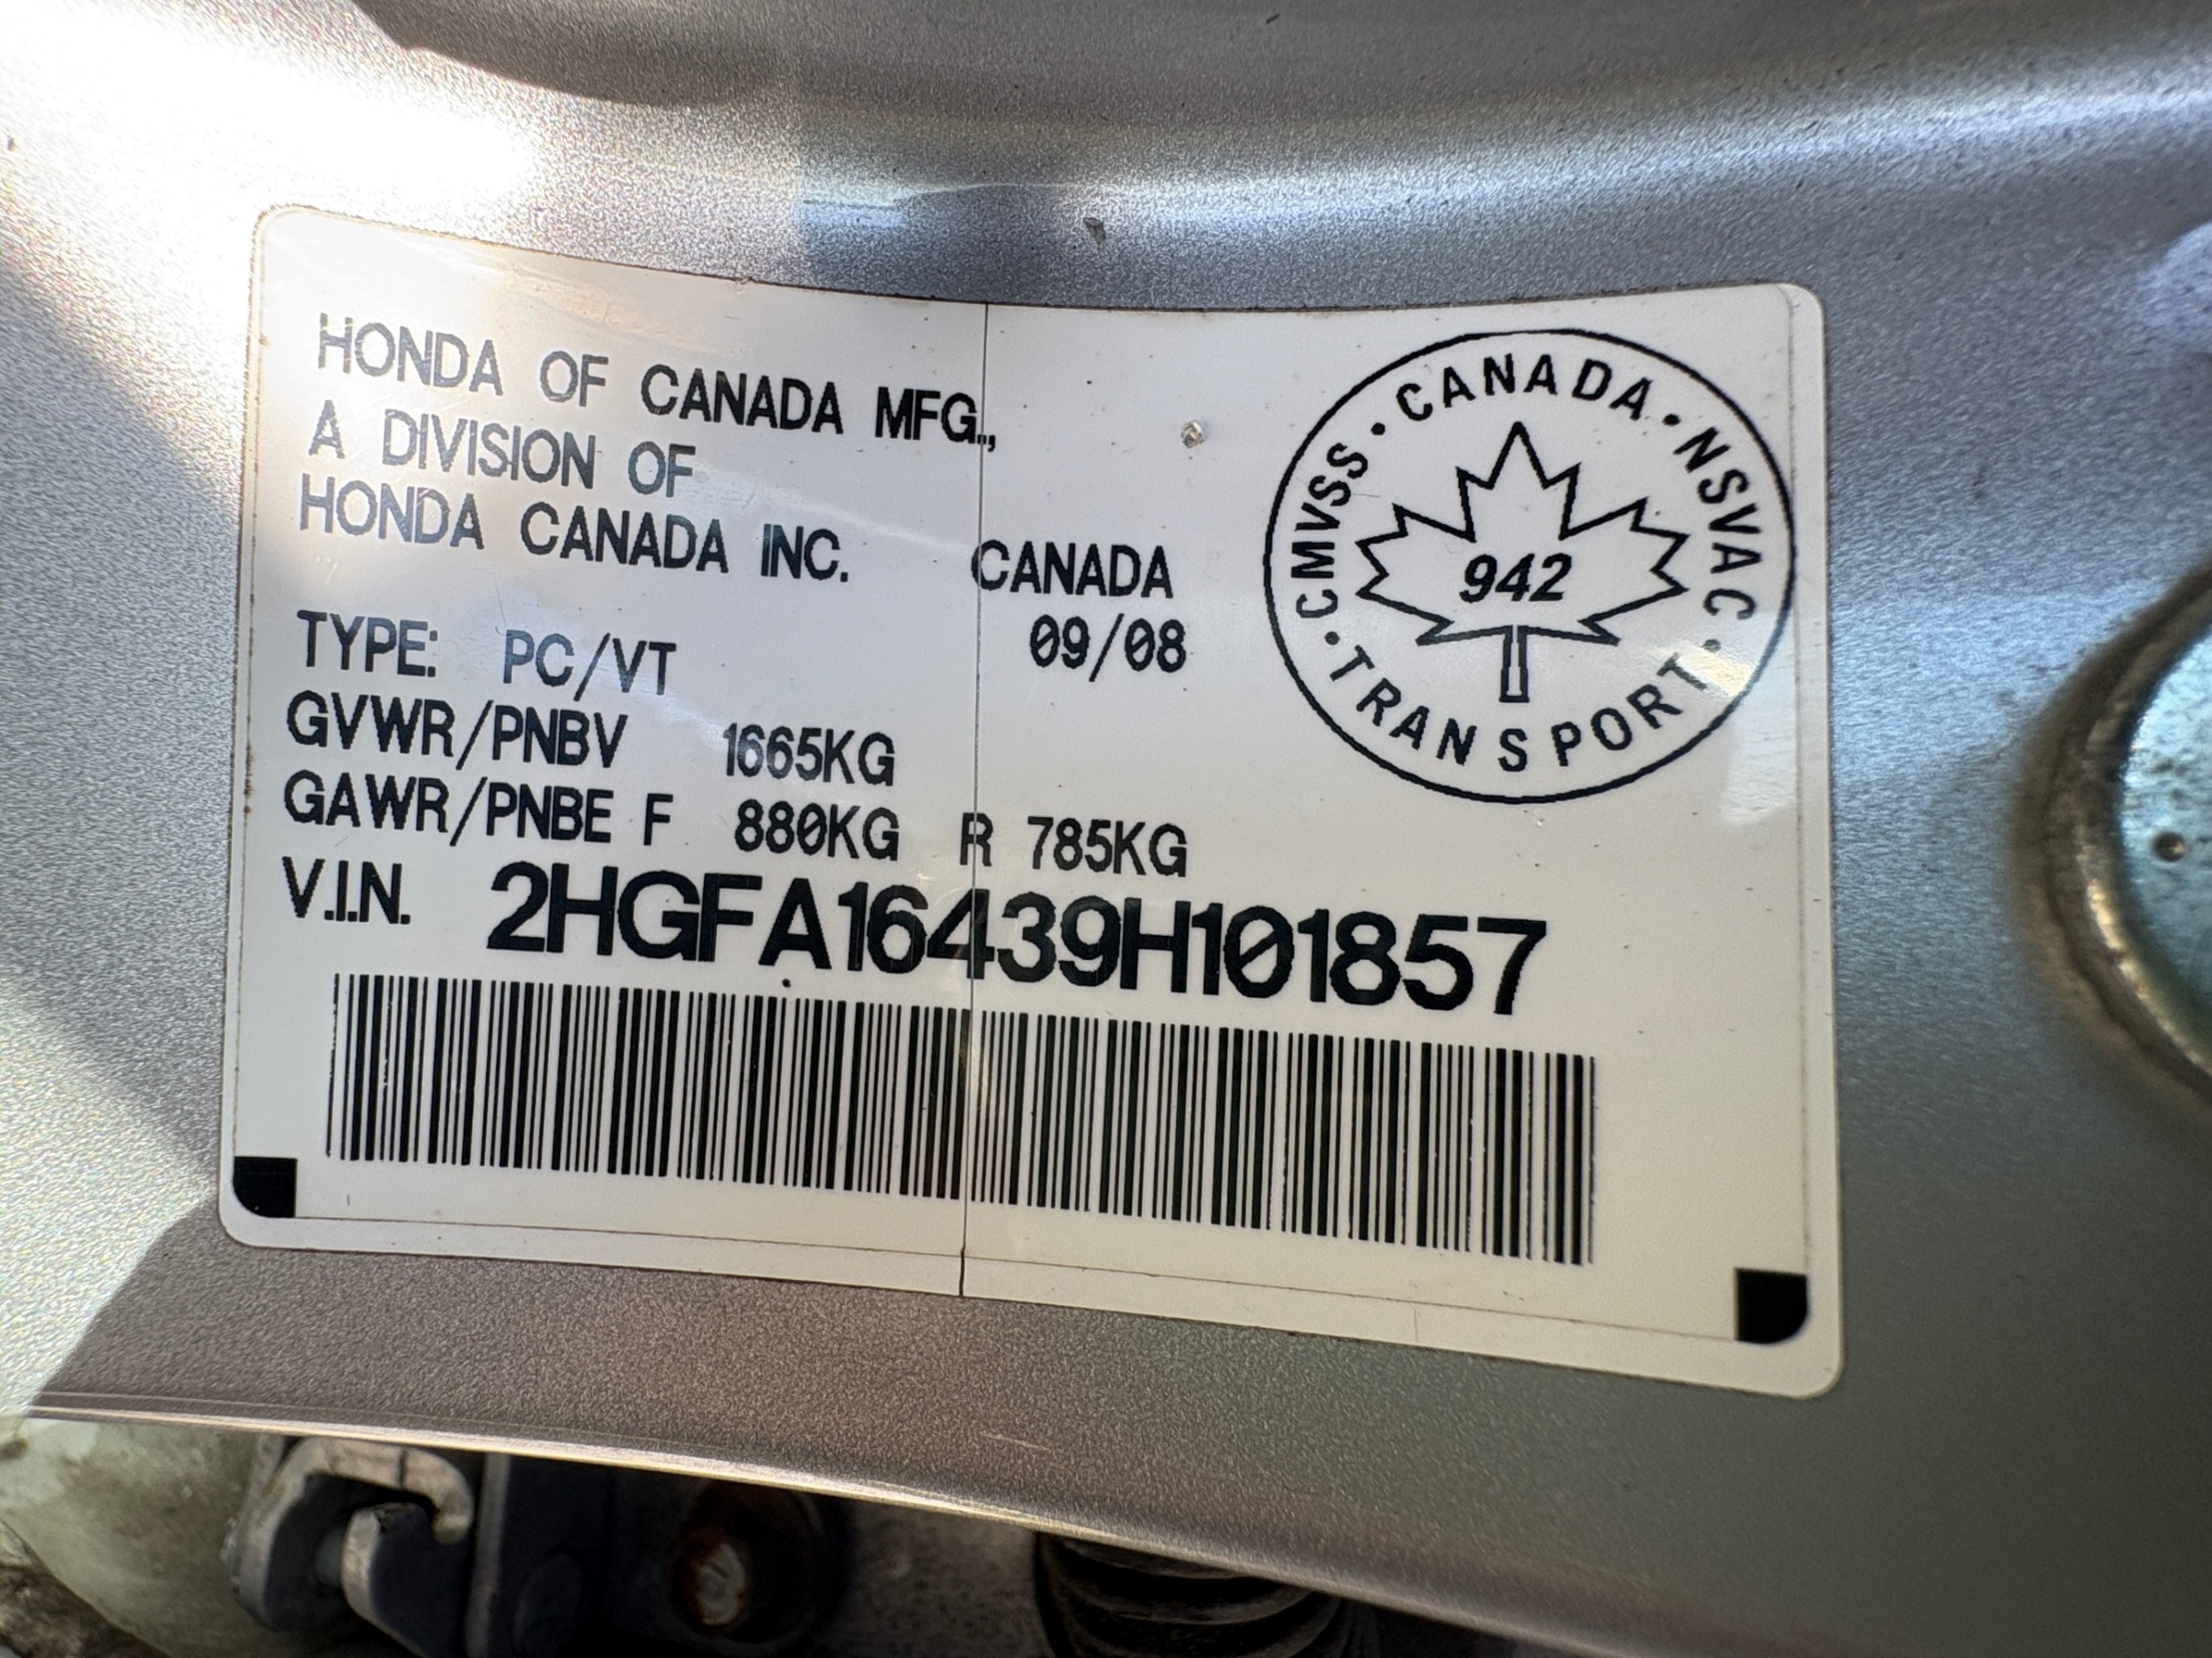 HONDA OF CANADA MFG.,
A DIVISION OF
HONDA CANADA INC. CANADA
TYPE: PC/VT 09/08
GVWR/PNBV 1665KG
GAWR/PNBE F 880KG R 785KG
V.I.N. 2HGFA16439H101857
CMVSS · CANADA · NSVAC · TRANSPORT ·
942